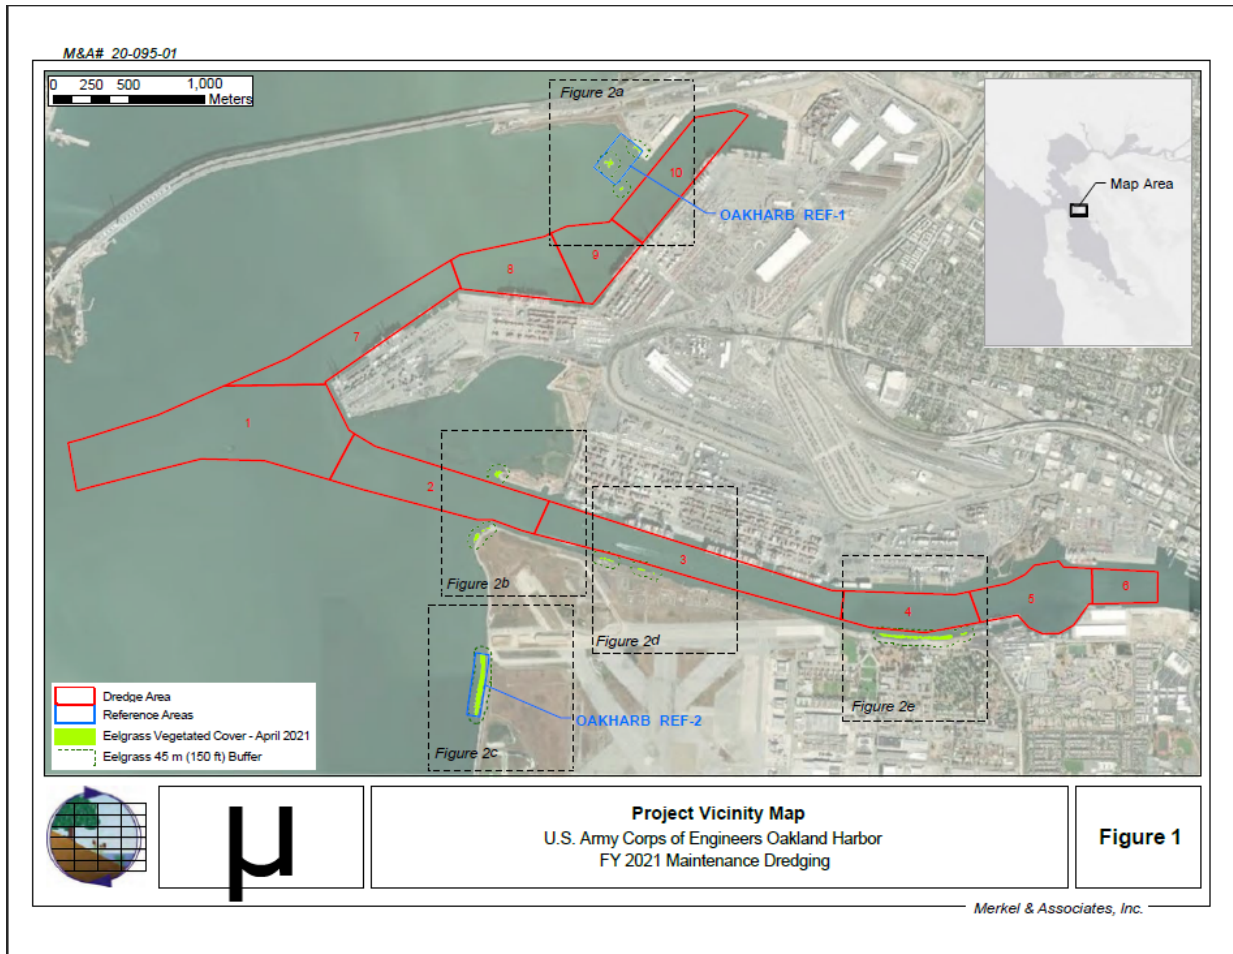 M&A# 20-095-01
0 250 500 1,000
Meters
Figure 2a
10
OAKHARB REF-1
Map Area
9
8
7
1
2
3
4
5
6
Figure 2b
Figure 2d
Figure 2e
OAKHARB REF-2
Figure 2c
Dredge Area
Reference Areas
Eelgrass Vegetated Cover - April 2021
Eelgrass 45 m (150 ft) Buffer
µ
Project Vicinity Map
U.S. Army Corps of Engineers Oakland Harbor
FY 2021 Maintenance Dredging
Figure 1
Merkel & Associates, Inc.